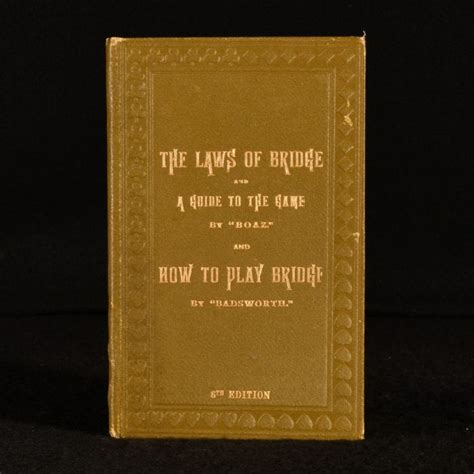 THE LAWS OF BRIDGE
AND
A GUIDE TO THE GAME
BY "BOAZ."
AND
HOW TO PLAY BRIDGE
BY "BADSWORTH."
5TH EDITION